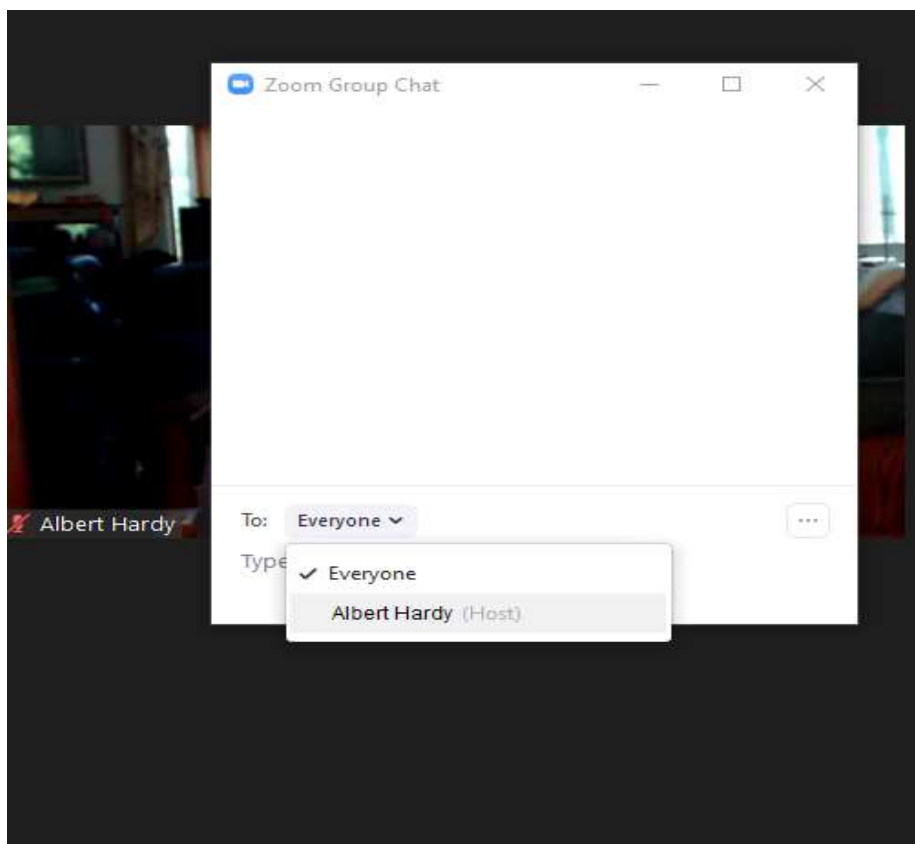 Zoom Group Chat
Albert Hardy
To: Everyone
Type
Everyone
Albert Hardy (Host)